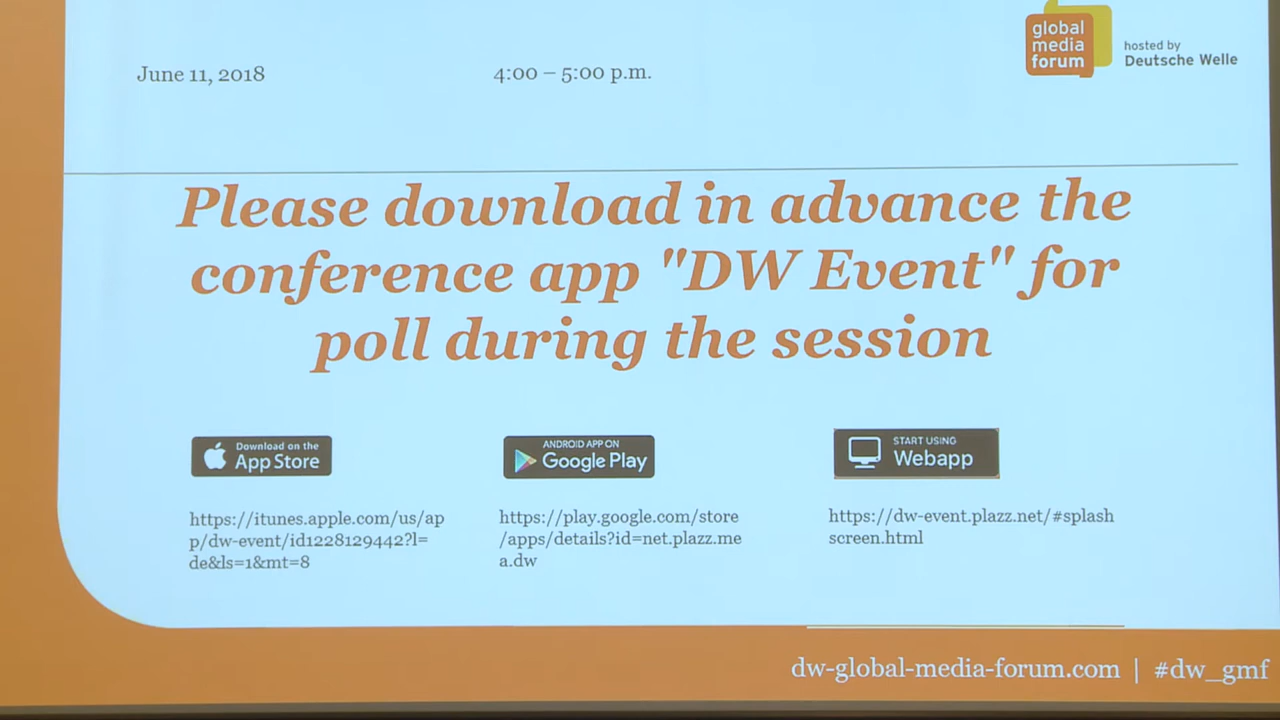 June 11, 2018
4:00 – 5:00 p.m.
global
media
forum
hosted by
Deutsche Welle
Please download in advance the
conference app "DW Event" for
poll during the session
Download on the
App Store
ANDROID APP ON
Google Play
START USING
Webapp
https://itunes.apple.com/us/ap
p/dw-event/id1228129442?l=
de&ls=1&mt=8
https://play.google.com/store
/apps/details?id=net.plazz.me
a.dw
https://dw-event.plazz.net/#splash
screen.html
dw-global-media-forum.com | #dw_gmf